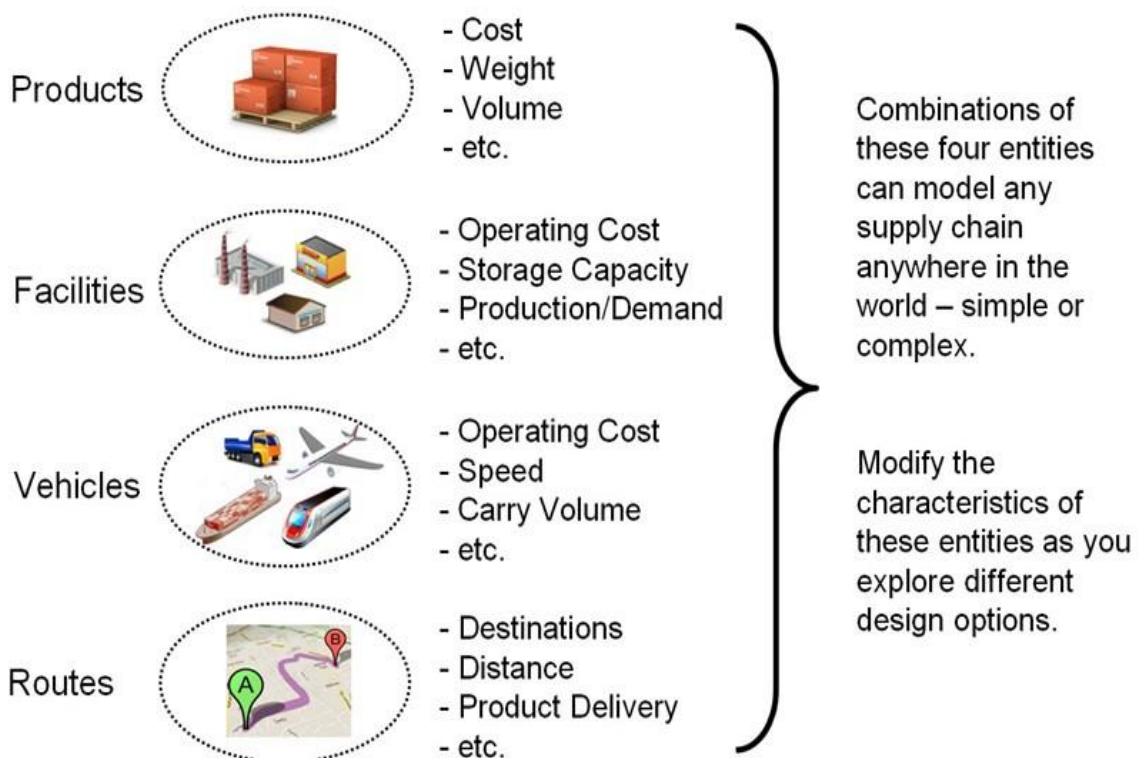 Products
- Cost
- Weight
- Volume
- etc.
Facilities
- Operating Cost
- Storage Capacity
- Production/Demand
- etc.
Vehicles
- Operating Cost
- Speed
- Carry Volume
- etc.
Routes
A
B
- Destinations
- Distance
- Product Delivery
- etc.
Combinations of
these four entities
can model any
supply chain
anywhere in the
world – simple or
complex.
Modify the
characteristics of
these entities as you
explore different
design options.